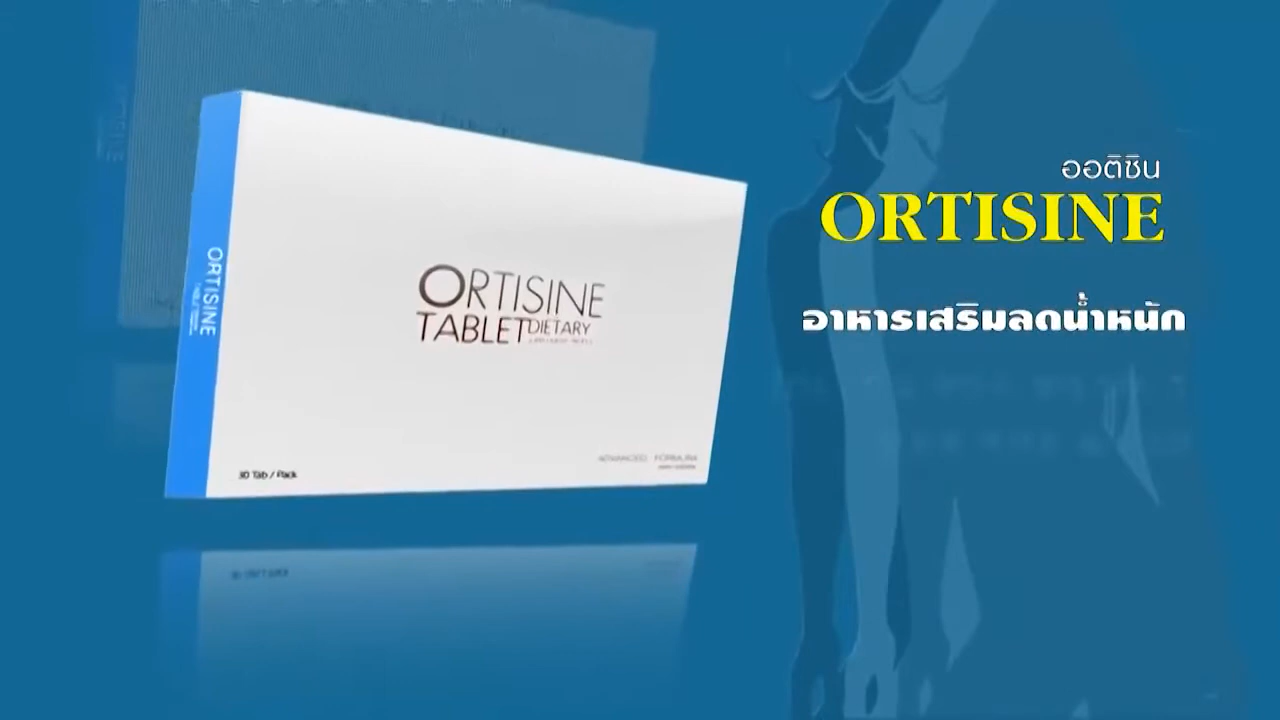 ORTISINE
ORTISINE
TABLET DIETARY
30 Tab / Pack
ADVANCED FORMULAR
ออติซิน
ORTISINE
อาหารเสริมลดน้ำหนัก